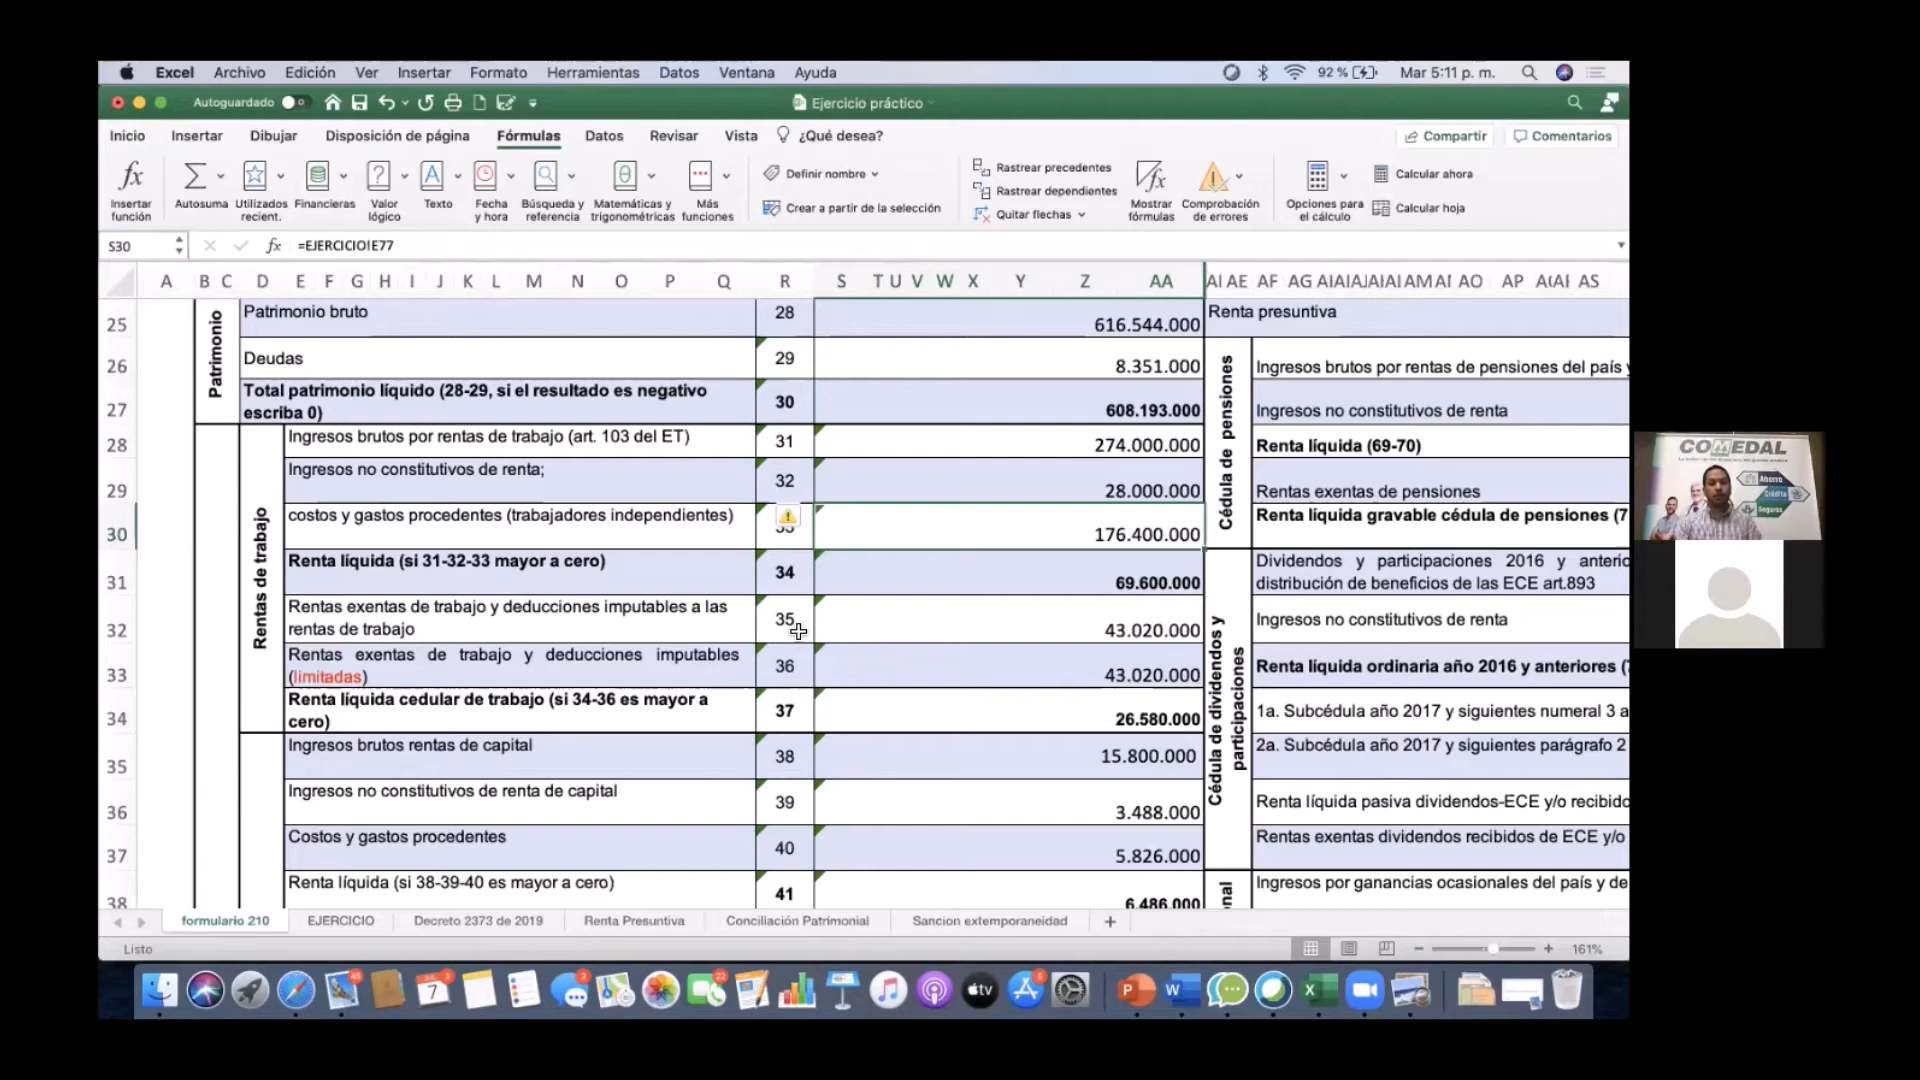 Excel Archivo Edición Ver Insertar Formato Herramientas Datos Ventana Ayuda
92 % Mar 5:11 p. m.
Autoguardado
Ejercicio práctico
Inicio Insertar Dibujar Disposición de página Fórmulas Datos Revisar Vista ¿Qué desea?
Compartir Comentarios
Insertar función
Autosuma
Utilizados recient.
Financieras
Valor lógico
Texto
Fecha y hora
Búsqueda y referencia
Matemáticas y trigonométricas
Más funciones
Definir nombre
Crear a partir de la selección
Rastrear precedentes
Rastrear dependientes
Quitar flechas
Mostrar fórmulas
Comprobación de errores
Opciones para el cálculo
Calcular ahora
Calcular hoja
S30 fx =EJERCICIO!E77
A B C D E F G H I J K L M N O P Q R S T U V W X Y Z AA AE AF AG AO AP AS
Patrimonio
25 Patrimonio bruto 28 616.544.000 Renta presuntiva
26 Deudas 29 8.351.000 Ingresos brutos por rentas de pensiones del país y
27 Total patrimonio líquido (28-29, si el resultado es negativo
escriba 0) 30 608.193.000 Ingresos no constitutivos de renta
Cédula de pensiones
Rentas de trabajo
28 Ingresos brutos por rentas de trabajo (art. 103 del ET) 31 274.000.000 Renta líquida (69-70)
29 Ingresos no constitutivos de renta; 32 28.000.000 Rentas exentas de pensiones
30 costos y gastos procedentes (trabajadores independientes) 176.400.000 Renta líquida gravable cédula de pensiones (7
31 Renta líquida (si 31-32-33 mayor a cero) 34 69.600.000 Dividendos y participaciones 2016 y anterio
distribución de beneficios de las ECE art.893
32 Rentas exentas de trabajo y deducciones imputables a las
rentas de trabajo 35 43.020.000 Ingresos no constitutivos de renta
Cédula de dividendos y
participaciones
33 Rentas exentas de trabajo y deducciones imputables
(limitadas) 36 43.020.000 Renta líquida ordinaria año 2016 y anteriores (
34 Renta líquida cedular de trabajo (si 34-36 es mayor a
cero) 37 26.580.000 1a. Subcédula año 2017 y siguientes numeral 3 a
35 Ingresos brutos rentas de capital 38 15.800.000 2a. Subcédula año 2017 y siguientes parágrafo 2
36 Ingresos no constitutivos de renta de capital 39 3.488.000 Renta líquida pasiva dividendos-ECE y/o recibido
37 Costos y gastos procedentes 40 5.826.000 Rentas exentas dividendos recibidos de ECE y/o
38 Renta líquida (si 38-39-40 es mayor a cero) 41 6.486.000 Ingresos por ganancias ocasionales del país y de
nal
formulario 210 EJERCICIO Decreto 2373 de 2019 Renta Presuntiva Conciliación Patrimonial Sancion extemporaneidad
Listo 161%
COMEDAL
Ahorro
Crédito
Seguros
7
tv
P W X